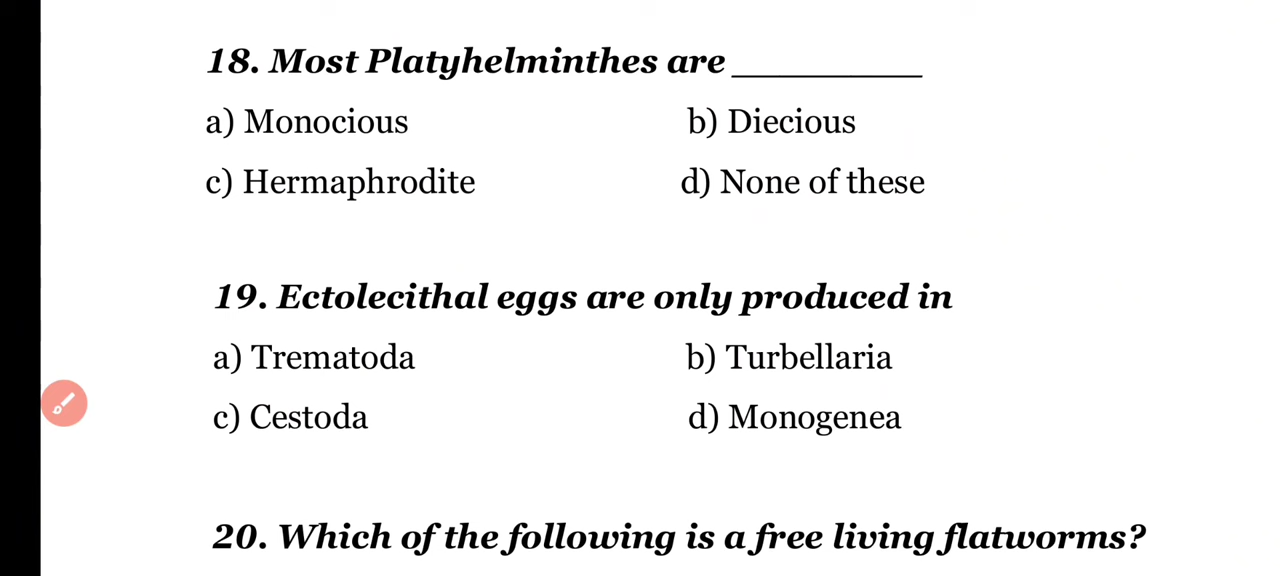 18. Most Platyhelminthes are ________
a) Monocious b) Diecious
c) Hermaphrodite d) None of these
19. Ectolecithal eggs are only produced in
a) Trematoda b) Turbellaria
c) Cestoda d) Monogenea
20. Which of the following is a free living flatworms?